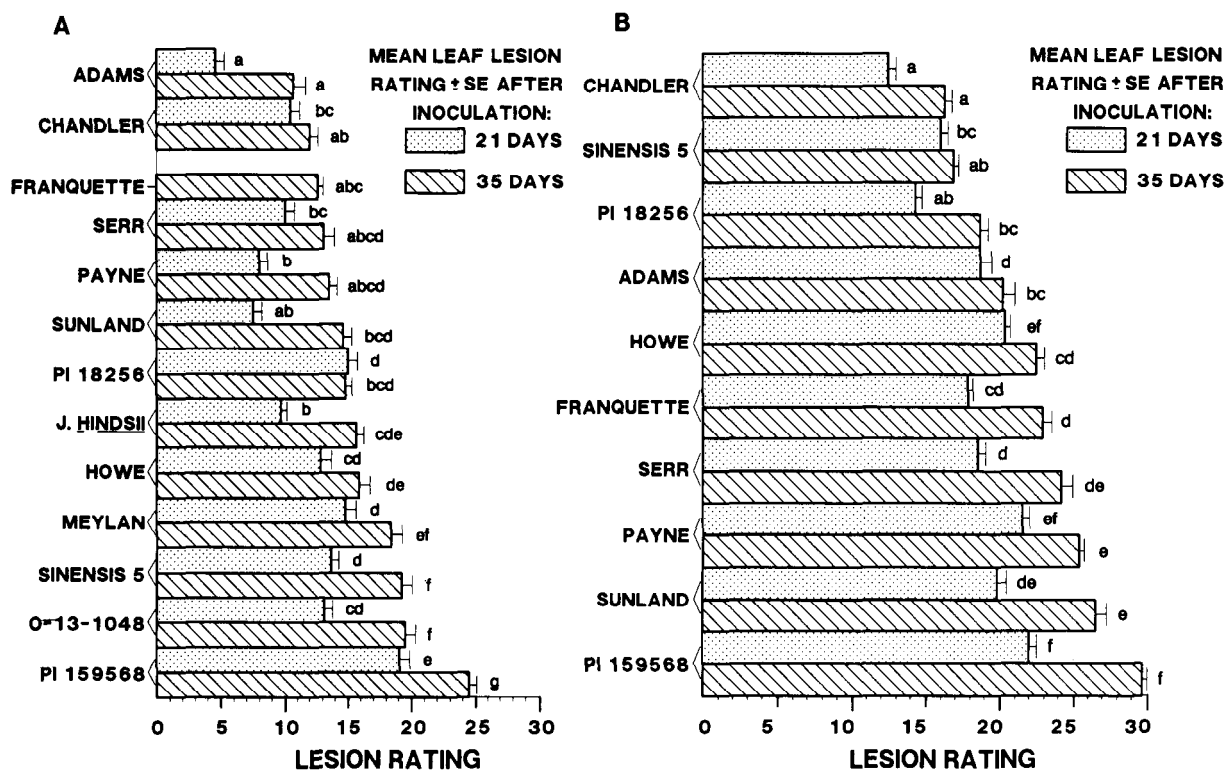 A
MEAN LEAF LESION
RATING ± SE AFTER
INOCULATION:
21 DAYS
35 DAYS
ADAMS
a
a
CHANDLER
bc
ab
FRANQUETTE
abc
SERR
bc
abcd
PAYNE
b
abcd
SUNLAND
ab
bcd
PI 18256
d
bcd
J. HINDSII
b
cde
HOWE
cd
de
MEYLAN
d
ef
SINENSIS 5
d
f
O=13-1048
cd
f
PI 159568
e
g
0 5 10 15 20 25 30
LESION RATING
B
MEAN LEAF LESION
RATING ± SE AFTER
INOCULATION:
21 DAYS
35 DAYS
CHANDLER
a
a
SINENSIS 5
bc
ab
PI 18256
ab
bc
ADAMS
d
bc
HOWE
ef
cd
FRANQUETTE
cd
d
SERR
d
de
PAYNE
ef
e
SUNLAND
de
e
PI 159568
f
f
0 5 10 15 20 25 30
LESION RATING